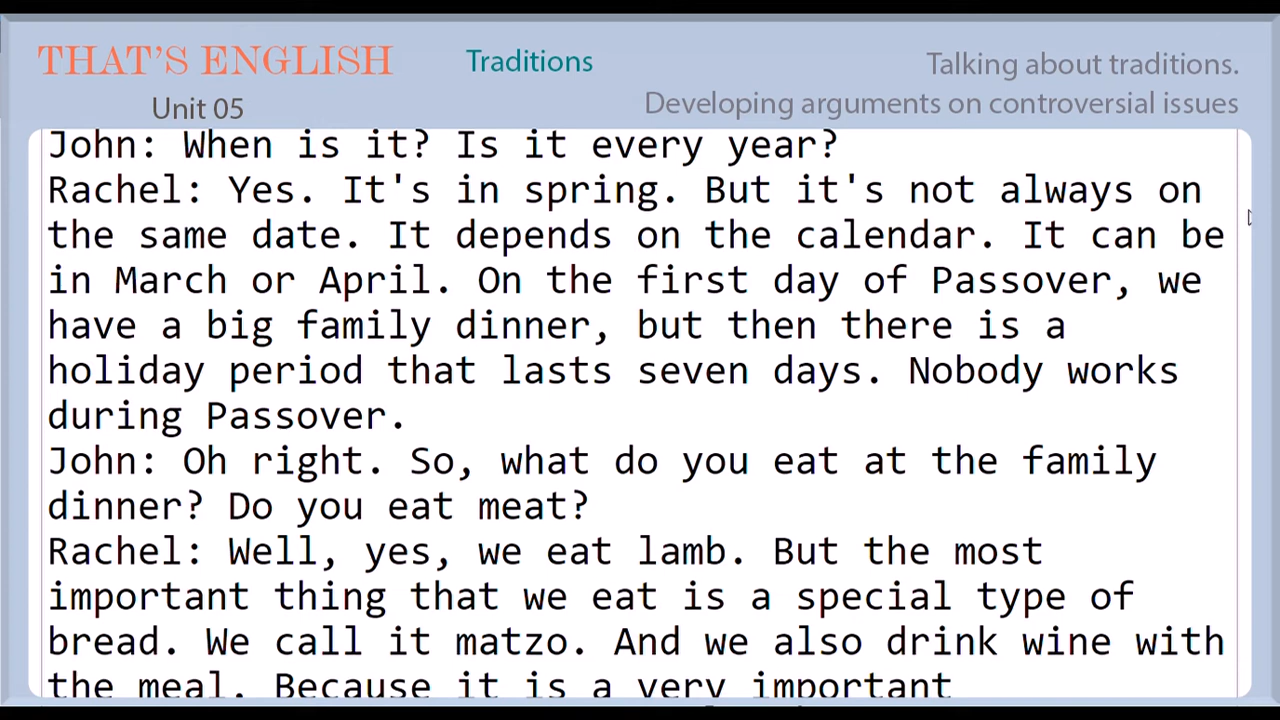 THAT'S ENGLISH
Traditions
Talking about traditions.
Unit 05
Developing arguments on controversial issues
John: When is it? Is it every year?
Rachel: Yes. It's in spring. But it's not always on
the same date. It depends on the calendar. It can be
in March or April. On the first day of Passover, we
have a big family dinner, but then there is a
holiday period that lasts seven days. Nobody works
during Passover.
John: Oh right. So, what do you eat at the family
dinner? Do you eat meat?
Rachel: Well, yes, we eat lamb. But the most
important thing that we eat is a special type of
bread. We call it matzo. And we also drink wine with
the meal. Because it is a very important